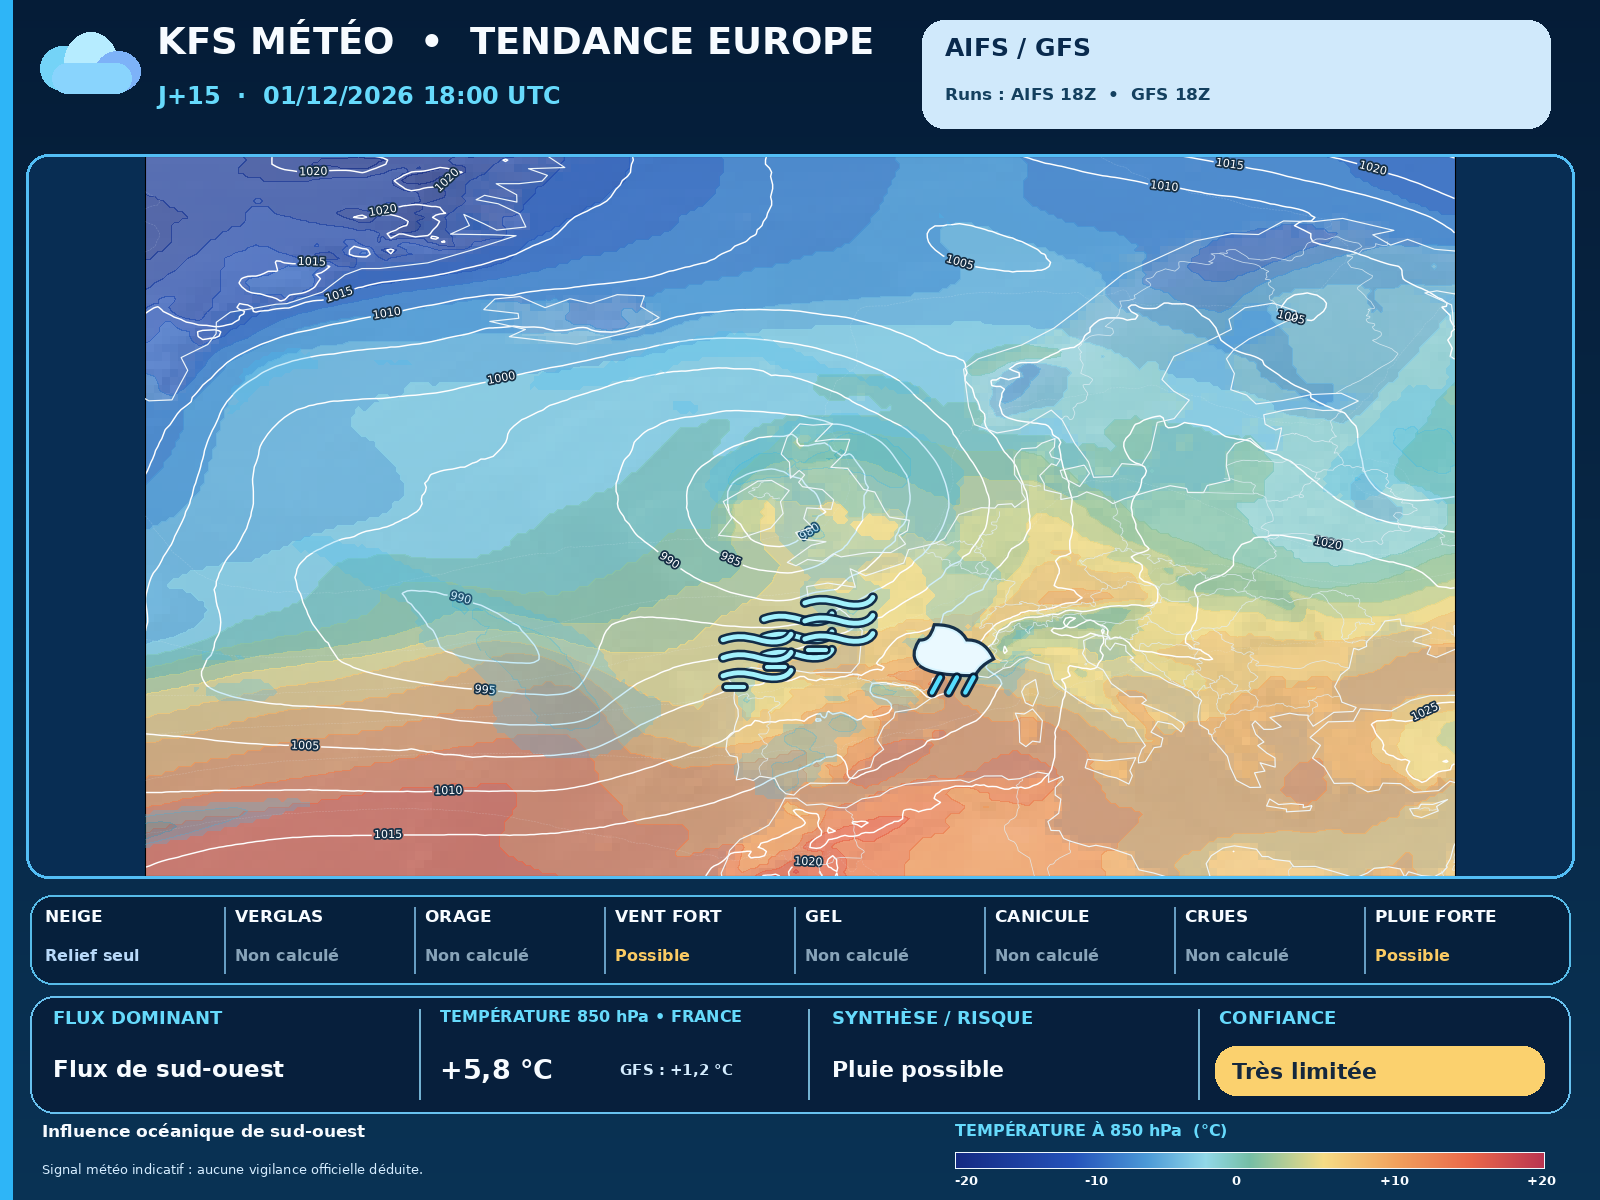 KFS MÉTÉO • TENDANCE EUROPE
J+15 · 01/12/2026 18:00 UTC
AIFS / GFS
Runs : AIFS 18Z • GFS 18Z
1020
1020
1020
1015
1015
1010
1000
1005
1010
1015
1020
1005
990
985
980
990
995
1005
1010
1015
1020
1020
1025
NEIGE
Relief seul
VERGLAS
Non calculé
ORAGE
Non calculé
VENT FORT
Possible
GEL
Non calculé
CANICULE
Non calculé
CRUES
Non calculé
PLUIE FORTE
Possible
FLUX DOMINANT
Flux de sud-ouest
TEMPÉRATURE 850 hPa • FRANCE
+5,8 °C
GFS : +1,2 °C
SYNTHÈSE / RISQUE
Pluie possible
CONFIANCE
Très limitée
Influence océanique de sud-ouest
Signal météo indicatif : aucune vigilance officielle déduite.
TEMPÉRATURE À 850 hPa (°C)
-20 -10 0 +10 +20